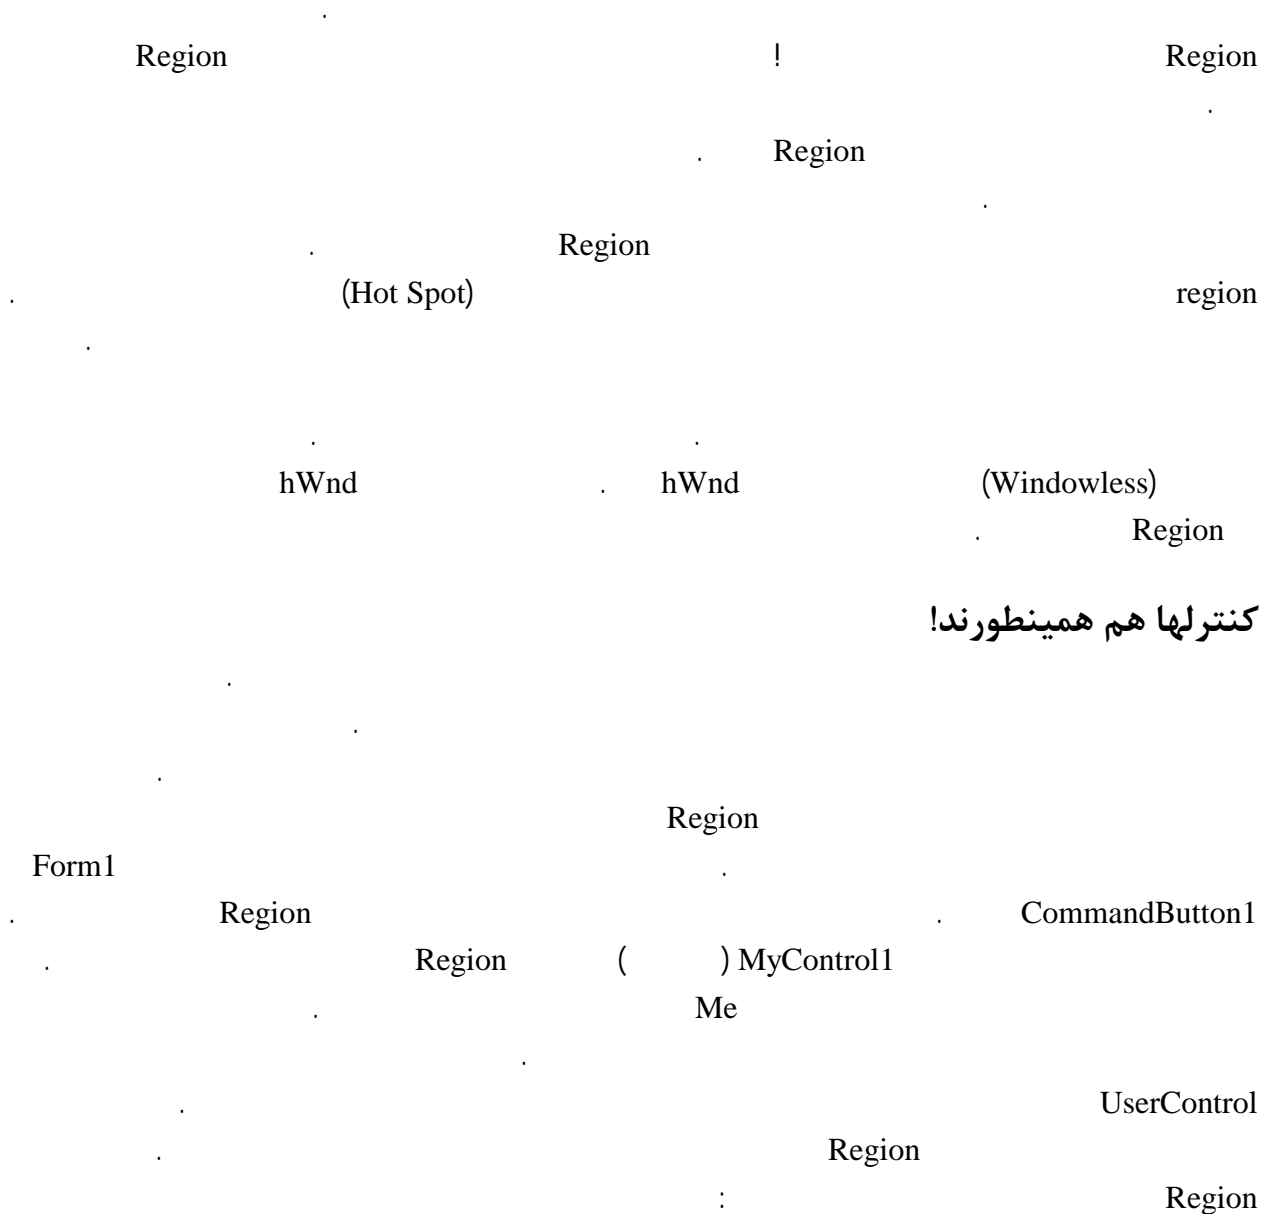 .
Region ! Region
.
Region .
.
Region .
region (Hot Spot) .
.
. .
(Windowless) hWnd . hWnd
Region .
کنترلها هم همینطورند!
.
.
.
Region
. Form1
CommandButton1 . Region .
MyControl1 ( ) Region .
Me .
.
UserControl .
Region .
Region :